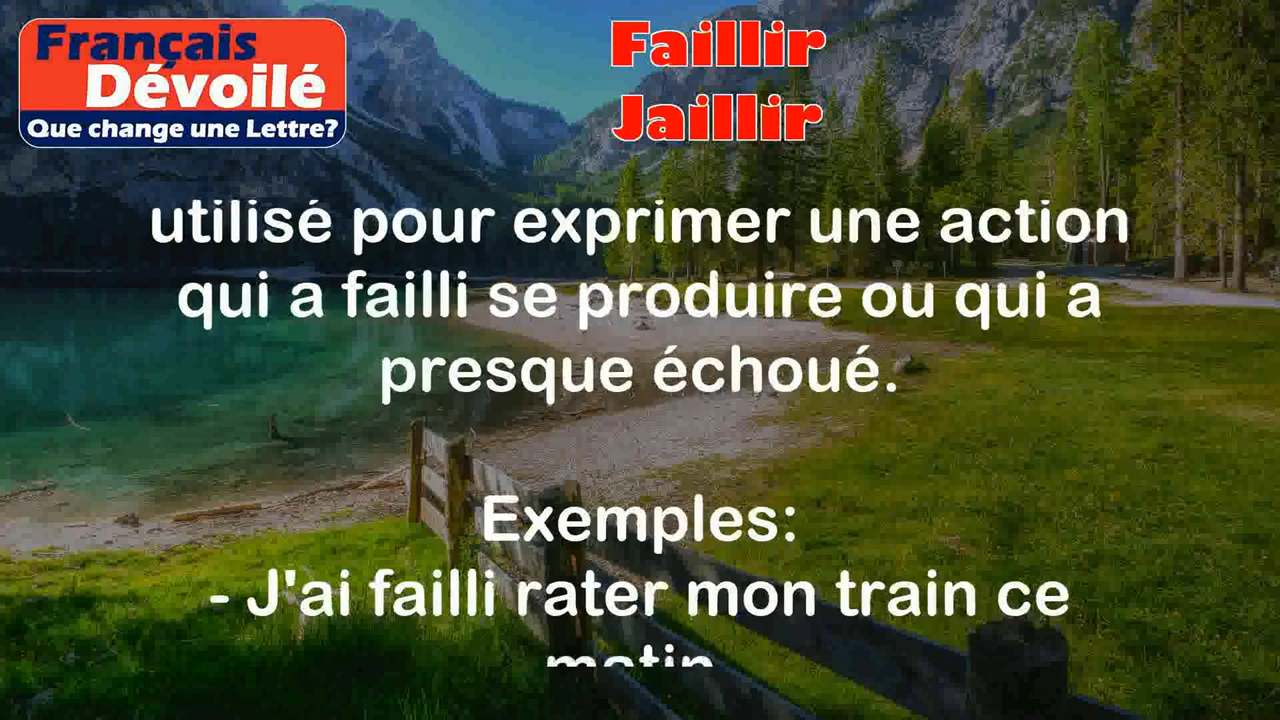 Français
Dévoilé
Que change une Lettre?
Faillir
Jaillir
utilisé pour exprimer une action
qui a failli se produire ou qui a
presque échoué.
Exemples:
- J'ai failli rater mon train ce
matin